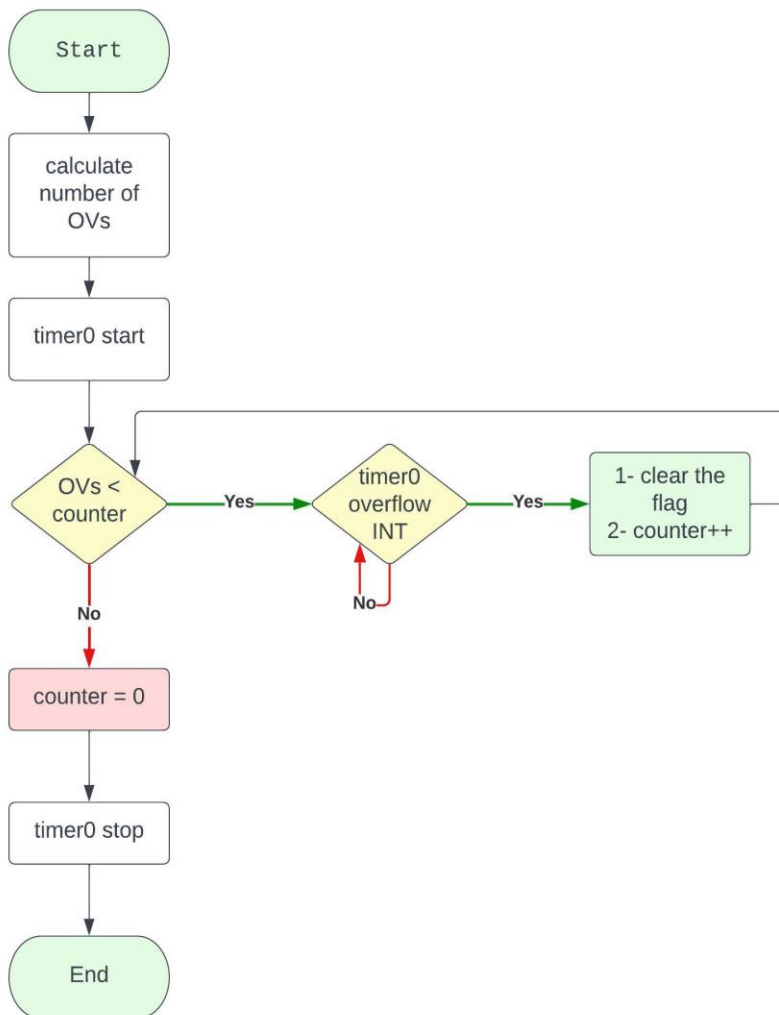 Start
calculate
number of
OVs
timer0 start
OVs <
counter
Yes
timer0
overflow
INT
Yes
1- clear the
flag
2- counter++
No
No
counter = 0
timer0 stop
End